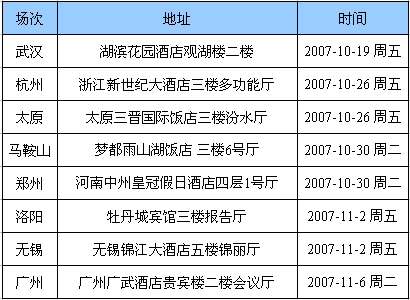 场次 地址 时间
武汉 湖滨花园酒店观湖楼二楼 2007-10-19 周五
杭州 浙江新世纪大酒店三楼多功能厅 2007-10-26 周五
太原 太原三晋国际饭店三楼汾水厅 2007-10-26 周五
马鞍山 梦都雨山湖饭店 三楼6号厅 2007-10-30 周二
郑州 河南中州皇冠假日酒店四层1号厅 2007-10-30 周二
洛阳 牡丹城宾馆三楼报告厅 2007-11-2 周五
无锡 无锡锦江大酒店五楼锦丽厅 2007-11-2 周五
广州 广州广武酒店贵宾楼二楼会议厅 2007-11-6 周二